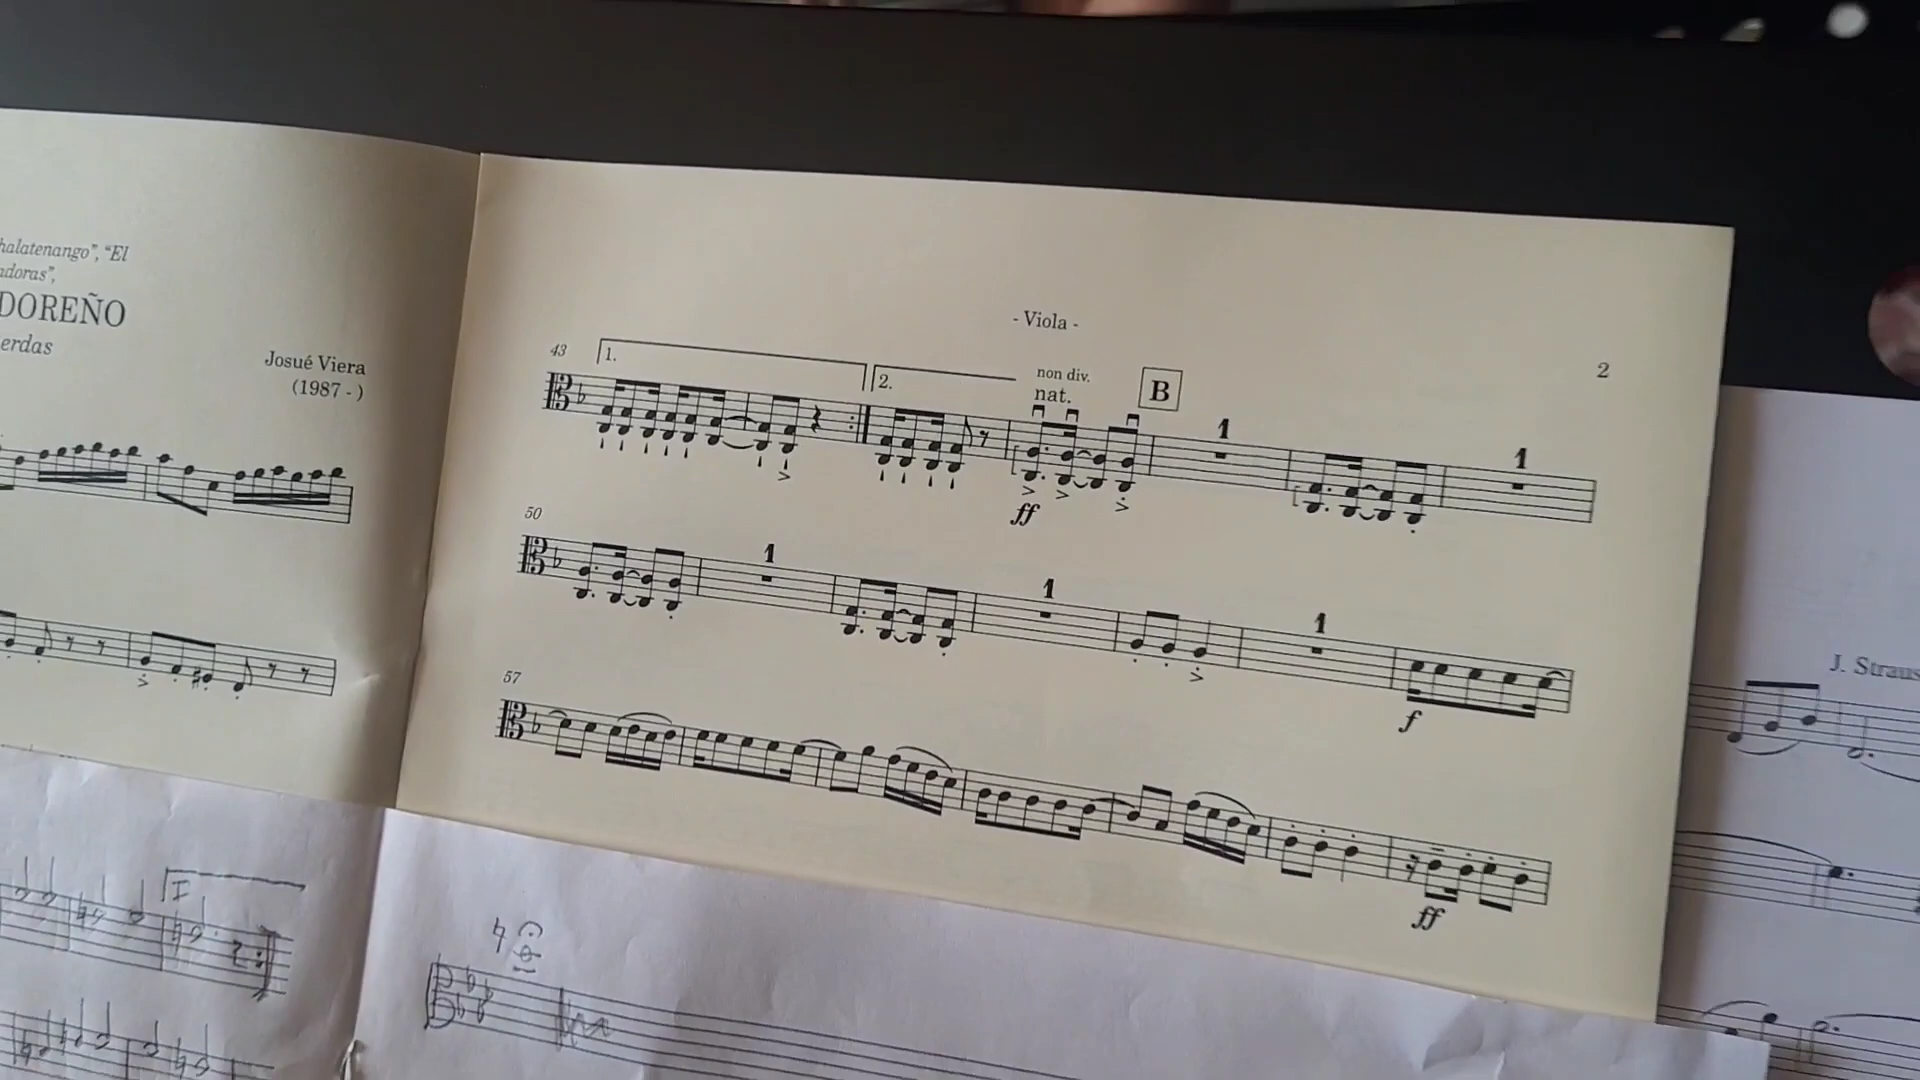 halatenango", "El
adoras",
DOREÑO
erdas
Josué Viera
(1987 - )
- Viola -
2
43
1.
2.
non div.
nat.
B
1
1
ff
50
1
1
1
f
57
ff
J. Straus
I